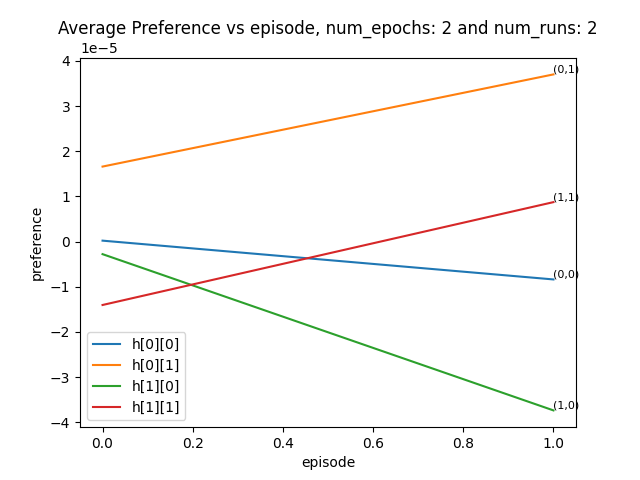 Average Preference vs episode, num_epochs: 2 and num_runs: 2
1e−5
4
3
2
1
0
−1
−2
−3
−4
preference
(0,1)
(1,1)
(0,0)
(1,0)
h[0][0]
h[0][1]
h[1][0]
h[1][1]
0.0 0.2 0.4 0.6 0.8 1.0
episode